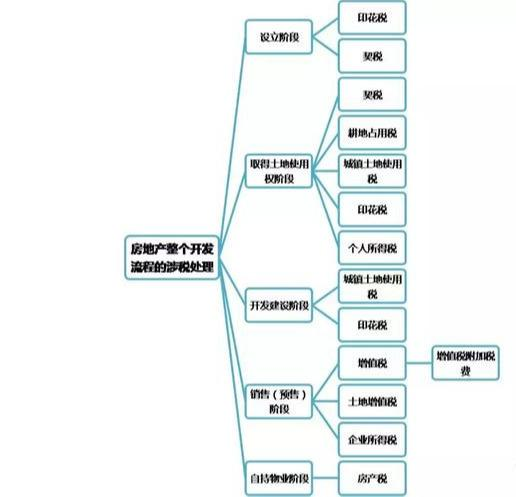 房地产整个开发
流程的涉税处理
设立阶段
印花税
契税
取得土地使用
权阶段
契税
耕地占用税
城镇土地使用
税
印花税
个人所得税
开发建设阶段
城镇土地使用
税
印花税
销售（预售）
阶段
增值税
增值税附加税
费
土地增值税
企业所得税
自持物业阶段
房产税